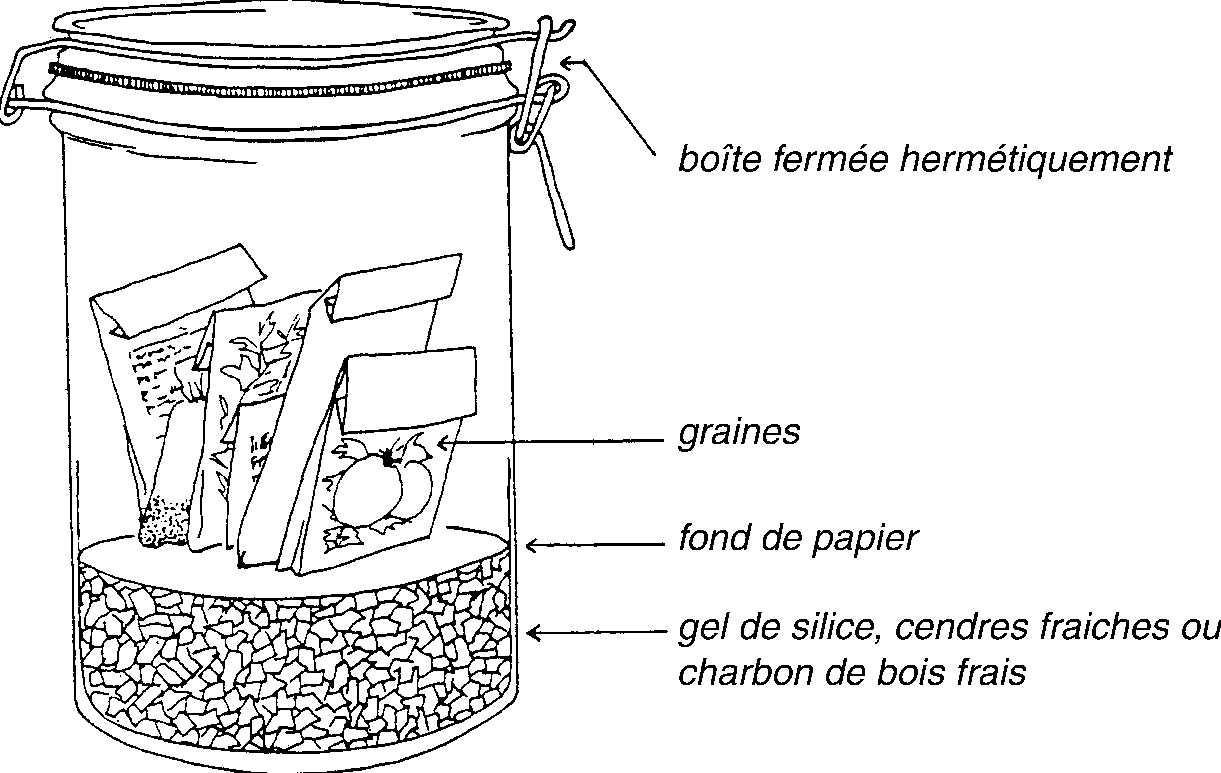 boîte fermée hermétiquement
graines
fond de papier
gel de silice, cendres fraiches ou
charbon de bois frais